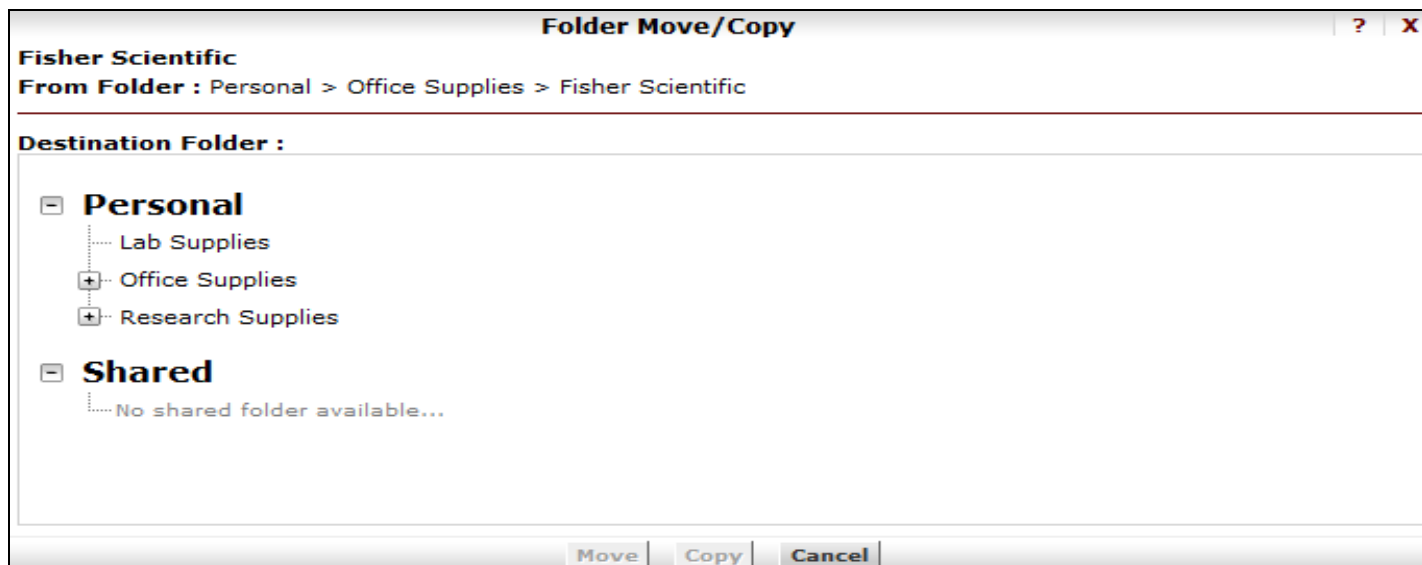 Folder Move/Copy ? X
Fisher Scientific
From Folder : Personal > Office Supplies > Fisher Scientific
Destination Folder :
Personal
Lab Supplies
Office Supplies
Research Supplies
Shared
No shared folder available...
Move Copy Cancel